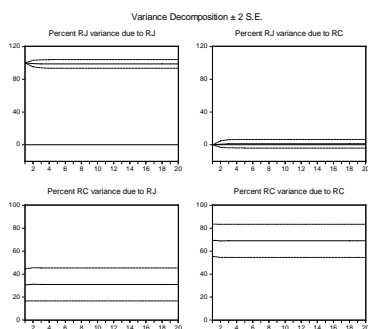 Variance Decomposition ± 2 S.E.
Percent RJ variance due to RJ
120
80
40
0
2 4 6 8 10 12 14 16 18 20
Percent RJ variance due to RC
120
80
40
0
2 4 6 8 10 12 14 16 18 20
Percent RC variance due to RJ
100
80
60
40
20
0
2 4 6 8 10 12 14 16 18 20
Percent RC variance due to RC
100
80
60
40
20
0
2 4 6 8 10 12 14 16 18 20